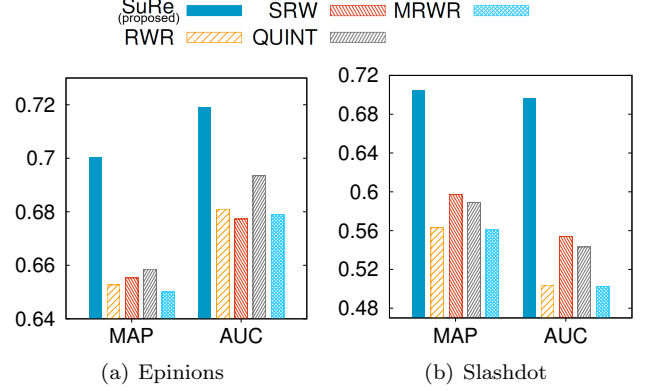 SuRe SRW MRWR
(proposed)
RWR QUINT
0.72
0.7
0.68
0.66
0.64
MAP AUC
(a) Epinions
0.72
0.68
0.64
0.6
0.56
0.52
0.48
MAP AUC
(b) Slashdot